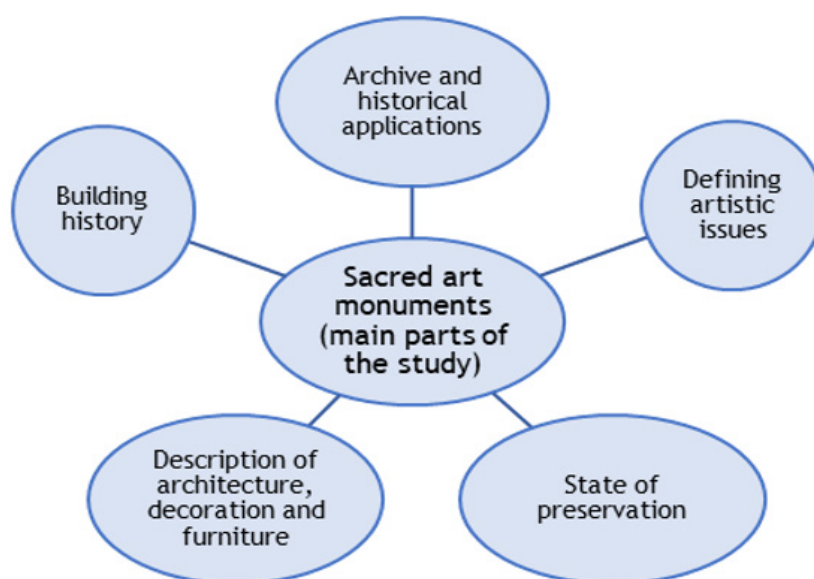 Archive and
historical
applications
Building
history
Defining
artistic
issues
Sacred art
monuments
(main parts of
the study)
Description of
architecture,
decoration and
furniture
State of
preservation